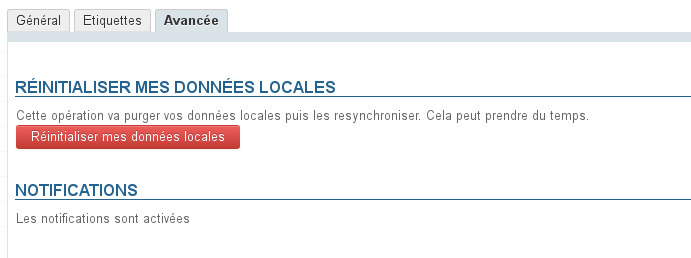 Général Etiquettes Avancée
RÉINITIALISER MES DONNÉES LOCALES
Cette opération va purger vos données locales puis les resynchroniser. Cela peut prendre du temps.
Réinitialiser mes données locales
NOTIFICATIONS
Les notifications sont activées